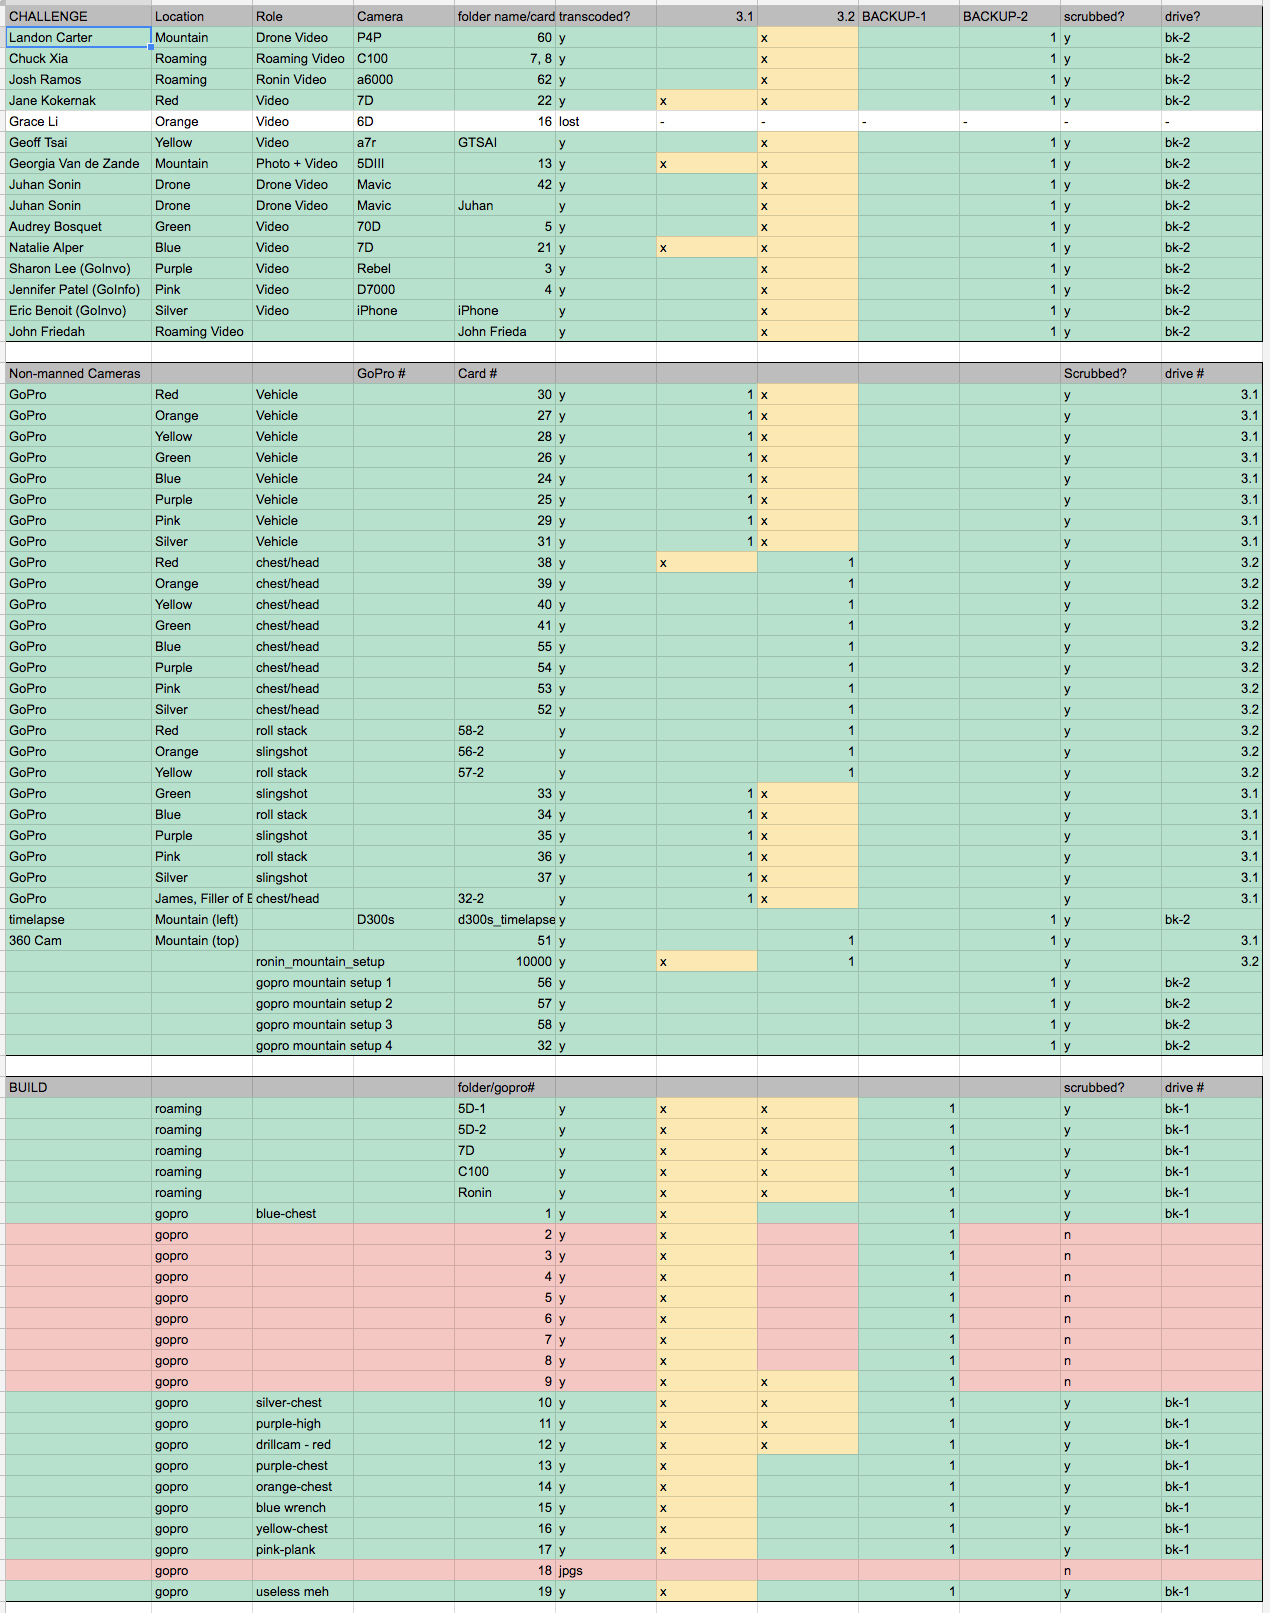 CHALLENGE Location Role Camera folder name/card transcoded? 3.1 3.2 BACKUP-1 BACKUP-2 scrubbed? drive?
Landon Carter Mountain Drone Video P4P 60 y x 1 y bk-2
Chuck Xia Roaming Roaming Video C100 7, 8 y x 1 y bk-2
Josh Ramos Roaming Ronin Video a6000 62 y x 1 y bk-2
Jane Kokernak Red Video 7D 22 y x x 1 y bk-2
Grace Li Orange Video 6D 16 lost - - - - - -
Geoff Tsai Yellow Video a7r GTSAI y x 1 y bk-2
Georgia Van de Zande Mountain Photo + Video 5DIII 13 y x x 1 y bk-2
Juhan Sonin Drone Drone Video Mavic 42 y x 1 y bk-2
Juhan Sonin Drone Drone Video Mavic Juhan y x 1 y bk-2
Audrey Bosquet Green Video 70D 5 y x 1 y bk-2
Natalie Alper Blue Video 7D 21 y x x 1 y bk-2
Sharon Lee (GoInvo) Purple Video Rebel 3 y x 1 y bk-2
Jennifer Patel (GoInfo) Pink Video D7000 4 y x 1 y bk-2
Eric Benoit (GoInvo) Silver Video iPhone iPhone y x 1 y bk-2
John Friedah Roaming Video John Frieda y x 1 y bk-2
Non-manned Cameras GoPro # Card # Scrubbed? drive #
GoPro Red Vehicle 30 y 1 x y 3.1
GoPro Orange Vehicle 27 y 1 x y 3.1
GoPro Yellow Vehicle 28 y 1 x y 3.1
GoPro Green Vehicle 26 y 1 x y 3.1
GoPro Blue Vehicle 24 y 1 x y 3.1
GoPro Purple Vehicle 25 y 1 x y 3.1
GoPro Pink Vehicle 29 y 1 x y 3.1
GoPro Silver Vehicle 31 y 1 x y 3.1
GoPro Red chest/head 38 y x 1 y 3.2
GoPro Orange chest/head 39 y 1 y 3.2
GoPro Yellow chest/head 40 y 1 y 3.2
GoPro Green chest/head 41 y 1 y 3.2
GoPro Blue chest/head 55 y 1 y 3.2
GoPro Purple chest/head 54 y 1 y 3.2
GoPro Pink chest/head 53 y 1 y 3.2
GoPro Silver chest/head 52 y 1 y 3.2
GoPro Red roll stack 58-2 y 1 y 3.2
GoPro Orange slingshot 56-2 y 1 y 3.2
GoPro Yellow roll stack 57-2 y 1 y 3.2
GoPro Green slingshot 33 y 1 x y 3.1
GoPro Blue roll stack 34 y 1 x y 3.1
GoPro Purple slingshot 35 y 1 x y 3.1
GoPro Pink roll stack 36 y 1 x y 3.1
GoPro Silver slingshot 37 y 1 x y 3.1
GoPro James, Filler of E chest/head 32-2 y 1 x y 3.1
timelapse Mountain (left) D300s d300s_timelapse y 1 y bk-2
360 Cam Mountain (top) 51 y 1 1 y 3.1
ronin_mountain_setup 10000 y x 1 y 3.2
gopro mountain setup 1 56 y 1 y bk-2
gopro mountain setup 2 57 y 1 y bk-2
gopro mountain setup 3 58 y 1 y bk-2
gopro mountain setup 4 32 y 1 y bk-2
BUILD folder/gopro# scrubbed? drive #
roaming 5D-1 y x x 1 y bk-1
roaming 5D-2 y x x 1 y bk-1
roaming 7D y x x 1 y bk-1
roaming C100 y x x 1 y bk-1
roaming Ronin y x x 1 y bk-1
gopro blue-chest 1 y x 1 y bk-1
gopro 2 y x 1 n
gopro 3 y x 1 n
gopro 4 y x 1 n
gopro 5 y x 1 n
gopro 6 y x 1 n
gopro 7 y x 1 n
gopro 8 y x 1 n
gopro 9 y x x 1 n
gopro silver-chest 10 y x x 1 y bk-1
gopro purple-high 11 y x x 1 y bk-1
gopro drillcam - red 12 y x x 1 y bk-1
gopro purple-chest 13 y x 1 y bk-1
gopro orange-chest 14 y x 1 y bk-1
gopro blue wrench 15 y x 1 y bk-1
gopro yellow-chest 16 y x 1 y bk-1
gopro pink-plank 17 y x 1 y bk-1
gopro 18 jpgs n
gopro useless meh 19 y x 1 y bk-1